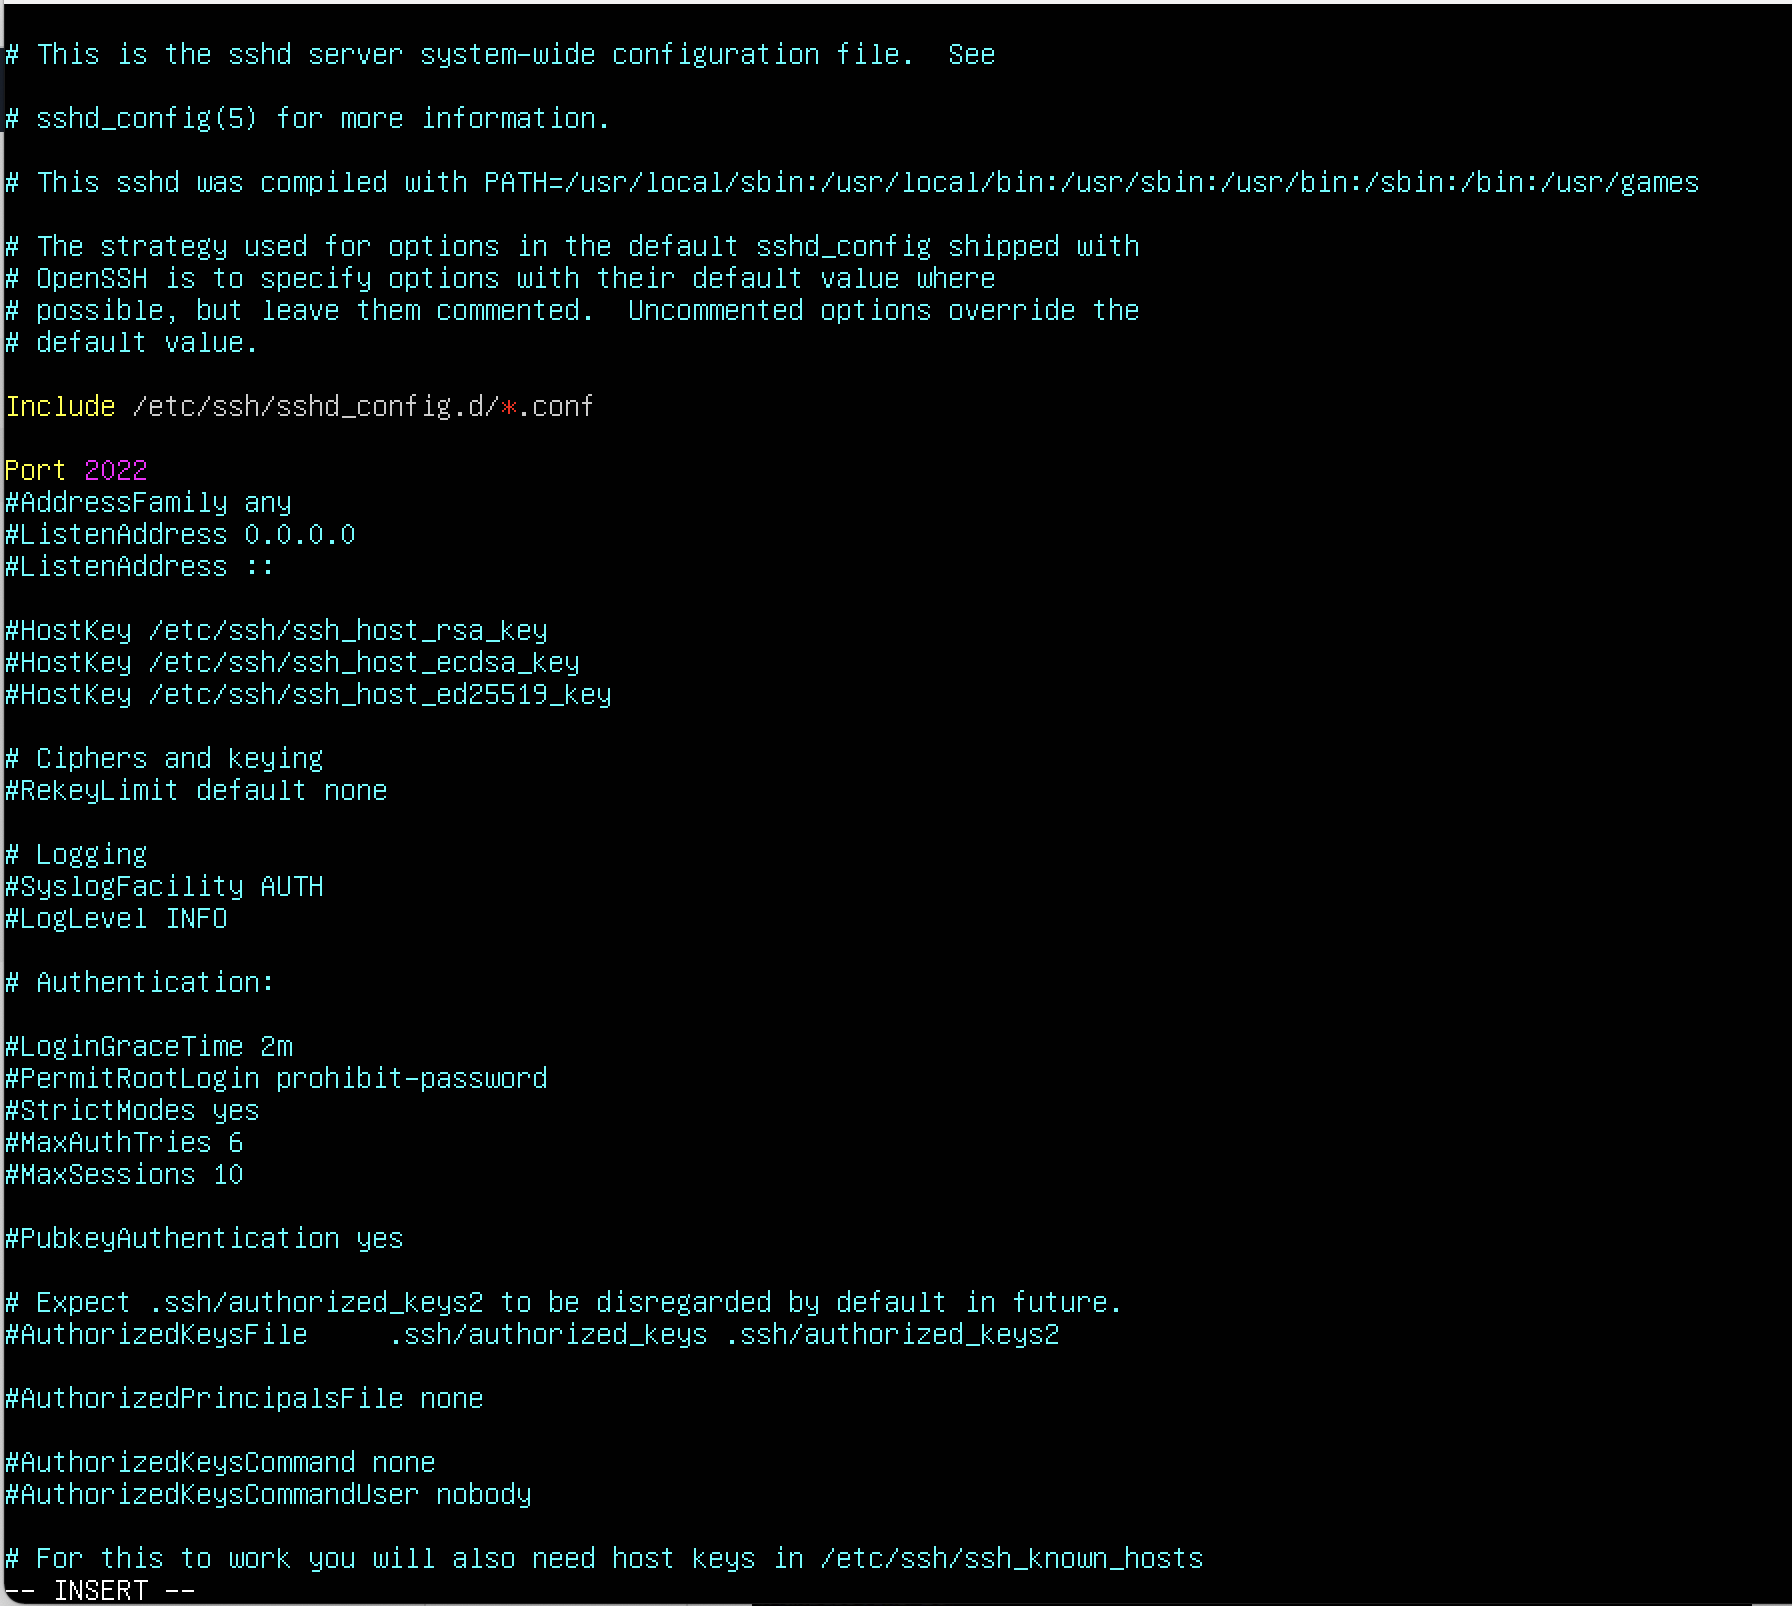 # This is the sshd server system-wide configuration file.  See
# sshd_config(5) for more information.
# This sshd was compiled with PATH=/usr/local/sbin:/usr/local/bin:/usr/sbin:/usr/bin:/sbin:/bin:/usr/games
# The strategy used for options in the default sshd_config shipped with
# OpenSSH is to specify options with their default value where
# possible, but leave them commented.  Uncommented options override the
# default value.
Include /etc/ssh/sshd_config.d/*.conf
Port 2022
#AddressFamily any
#ListenAddress 0.0.0.0
#ListenAddress ::
#HostKey /etc/ssh/ssh_host_rsa_key
#HostKey /etc/ssh/ssh_host_ecdsa_key
#HostKey /etc/ssh/ssh_host_ed25519_key
# Ciphers and keying
#RekeyLimit default none
# Logging
#SyslogFacility AUTH
#LogLevel INFO
# Authentication:
#LoginGraceTime 2m
#PermitRootLogin prohibit-password
#StrictModes yes
#MaxAuthTries 6
#MaxSessions 10
#PubkeyAuthentication yes
# Expect .ssh/authorized_keys2 to be disregarded by default in future.
#AuthorizedKeysFile     .ssh/authorized_keys .ssh/authorized_keys2
#AuthorizedPrincipalsFile none
#AuthorizedKeysCommand none
#AuthorizedKeysCommandUser nobody
# For this to work you will also need host keys in /etc/ssh/ssh_known_hosts
-- INSERT --